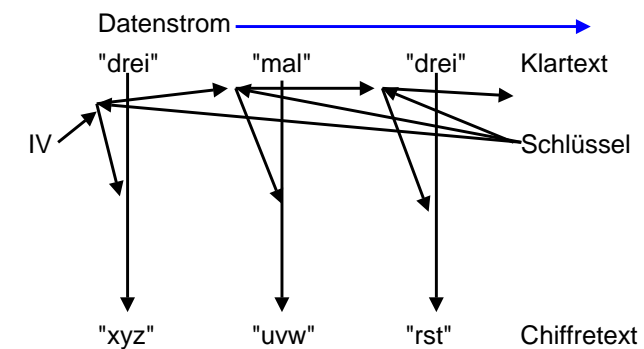 Datenstrom
"drei" "mal" "drei" Klartext
IV Schlüssel
"xyz" "uvw" "rst" Chiffretext